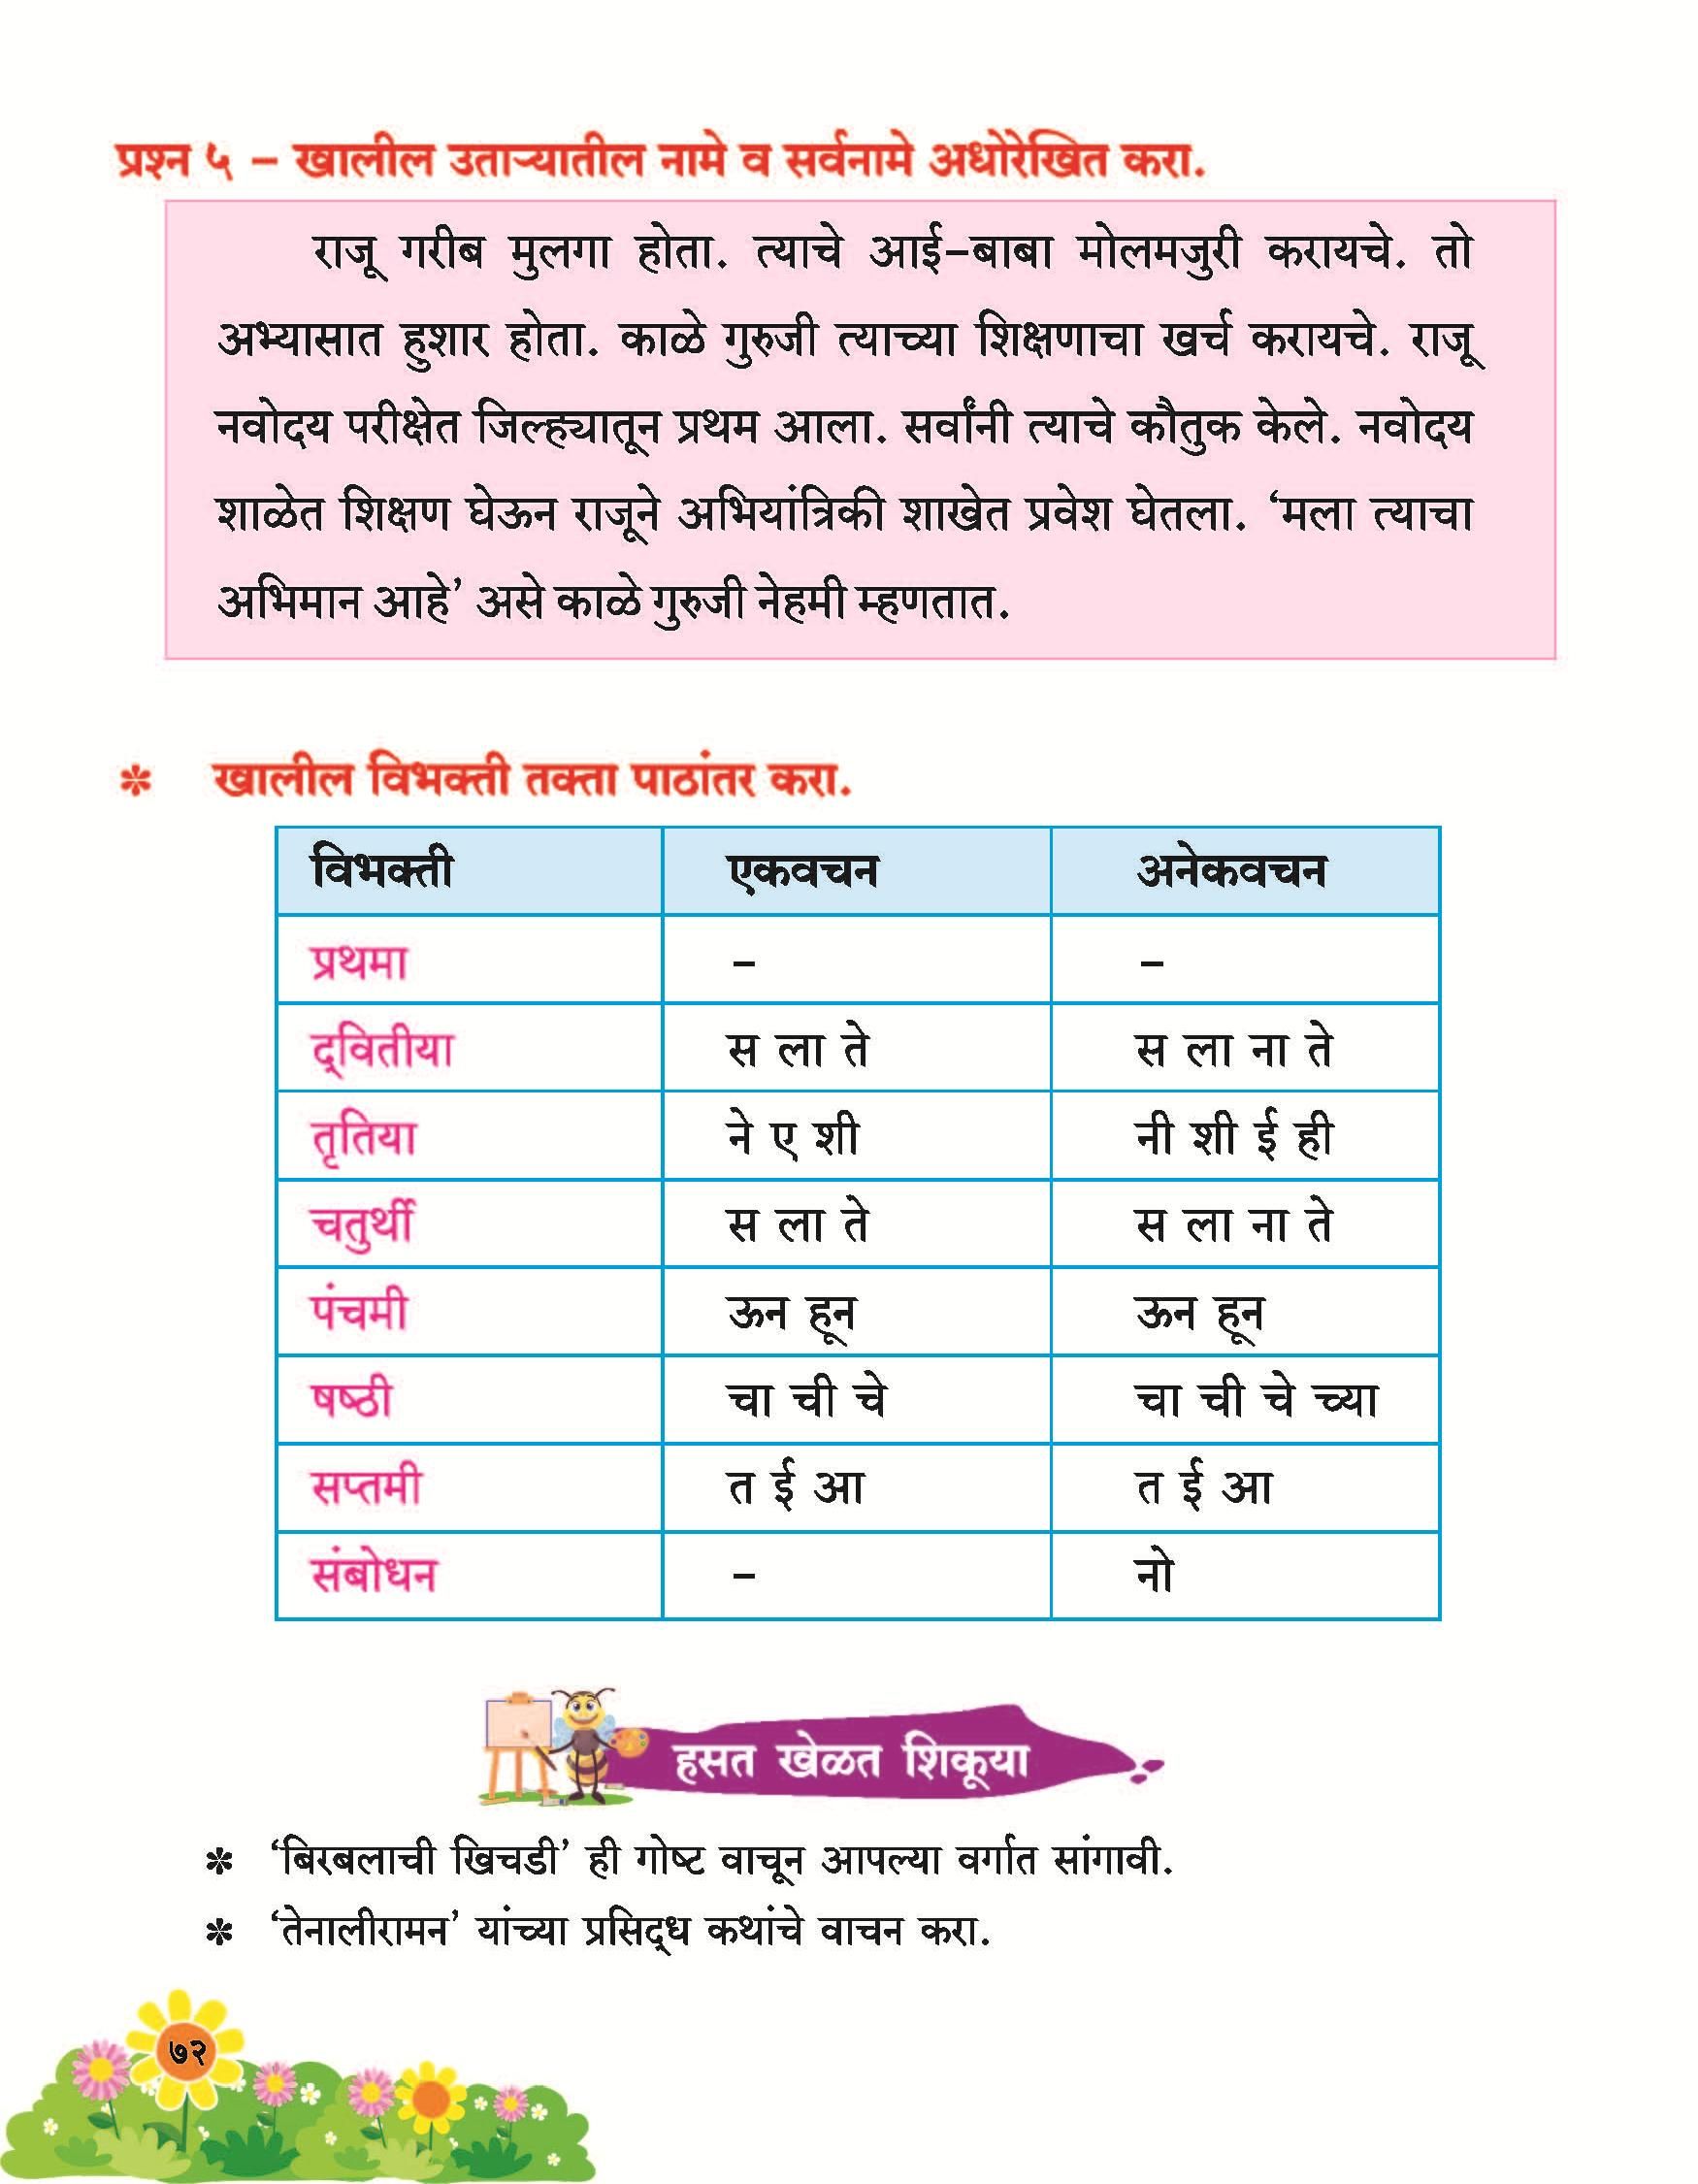 प्रश्न ५ – खालील उताऱ्यातील नामे व सर्वनामे अधोरेखित करा.
राजू गरीब मुलगा होता. त्याचे आई–बाबा मोलमजुरी करायचे. तो
अभ्यासात हुशार होता. काळे गुरुजी त्याच्या शिक्षणाचा खर्च करायचे. राजू
नवोदय परीक्षेत जिल्ह्यातून प्रथम आला. सर्वांनी त्याचे कौतुक केले. नवोदय
शाळेत शिक्षण घेऊन राजूने अभियांत्रिकी शाखेत प्रवेश घेतला. ‘मला त्याचा
अभिमान आहे’ असे काळे गुरुजी नेहमी म्हणतात.
✽ खालील विभक्ती तक्ता पाठांतर करा.
विभक्ती एकवचन अनेकवचन
प्रथमा – –
द्‌वितीया स ला ते स ला ना ते
तृतिया ने ए शी नी शी ई ही
चतुर्थी स ला ते स ला ना ते
पंचमी ऊन हून ऊन हून
षष्ठी चा ची चे चा ची चे च्या
सप्तमी त ई आ त ई आ
संबोधन – नो
हसत खेळत शिकूया
✽ ‘बिरबलाची खिचडी’ ही गोष्ट वाचून आपल्या वर्गात सांगावी.
✽ ‘तेनालीरामन’ यांच्या प्रसिद्‌ध कथांचे वाचन करा.
७२